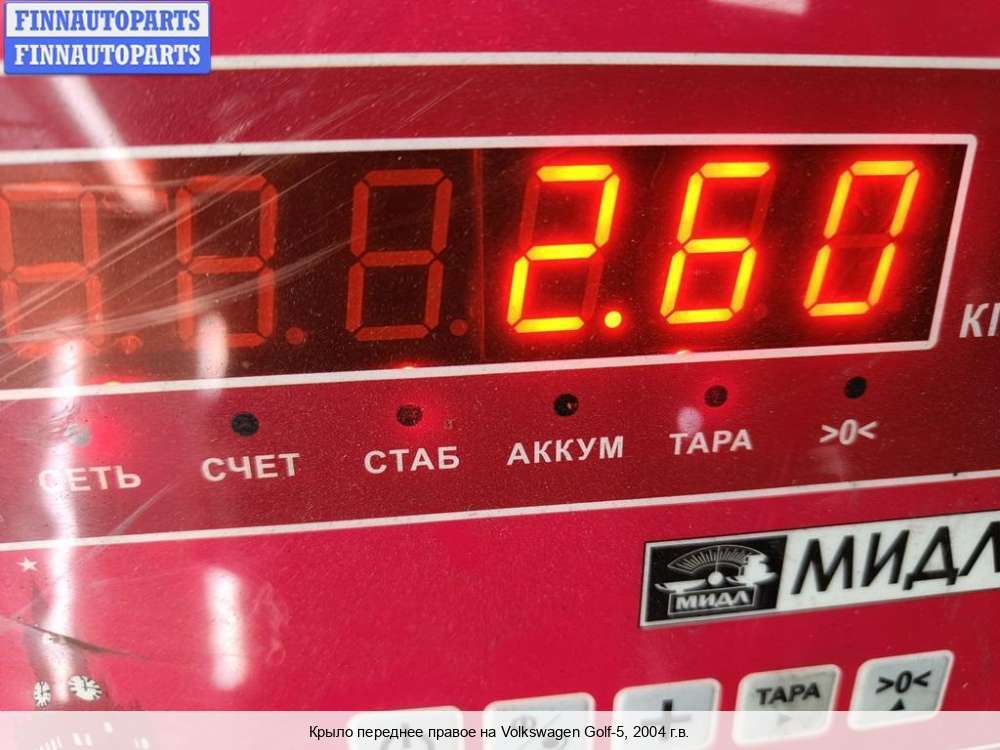 FINNAUTOPARTS
FINNAUTOPARTS
2.60
СЕТЬ СЧЕТ СТАБ АККУМ ТАРА >0<
МИДЛ
ТАРА >0<
Крыло переднее правое на Volkswagen Golf-5, 2004 г.в.